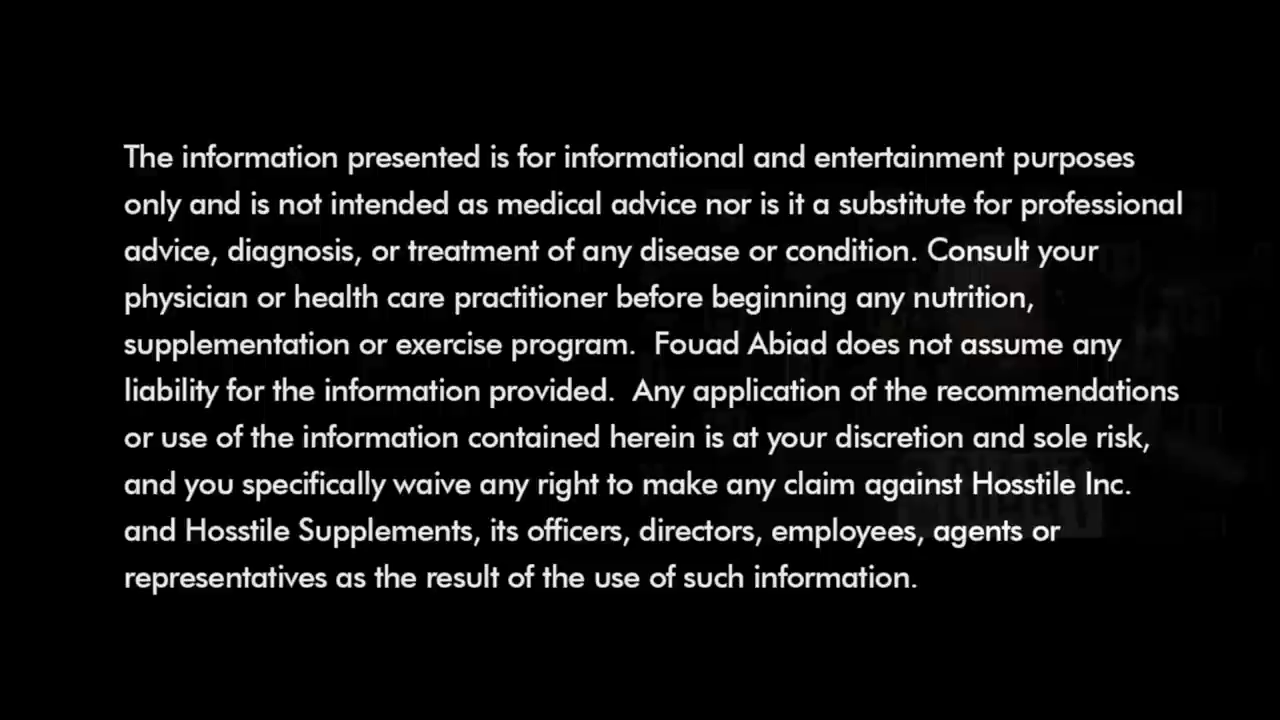 The information presented is for informational and entertainment purposes
only and is not intended as medical advice nor is it a substitute for professional
advice, diagnosis, or treatment of any disease or condition. Consult your
physician or health care practitioner before beginning any nutrition,
supplementation or exercise program.  Fouad Abiad does not assume any
liability for the information provided.  Any application of the recommendations
or use of the information contained herein is at your discretion and sole risk,
and you specifically waive any right to make any claim against Hosstile Inc.
and Hosstile Supplements, its officers, directors, employees, agents or
representatives as the result of the use of such information.